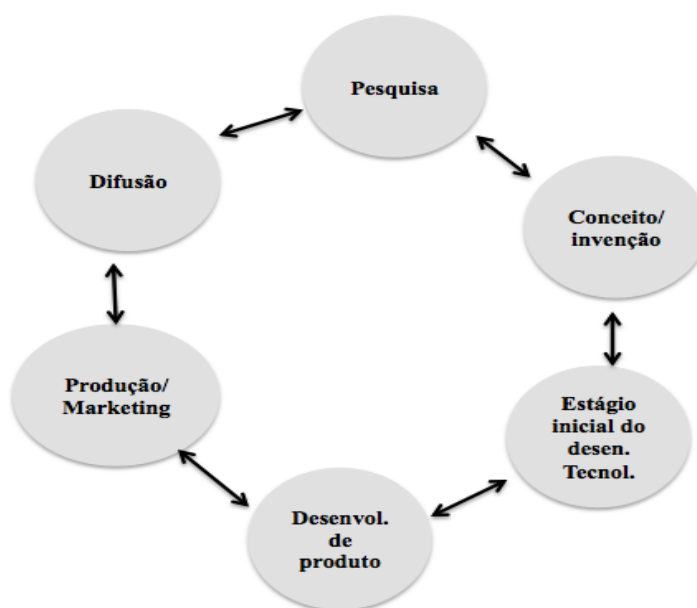 Pesquisa
Conceito/
invenção
Estágio
inicial do
desen.
Tecnol.
Desenvol.
de
produto
Produção/
Marketing
Difusão